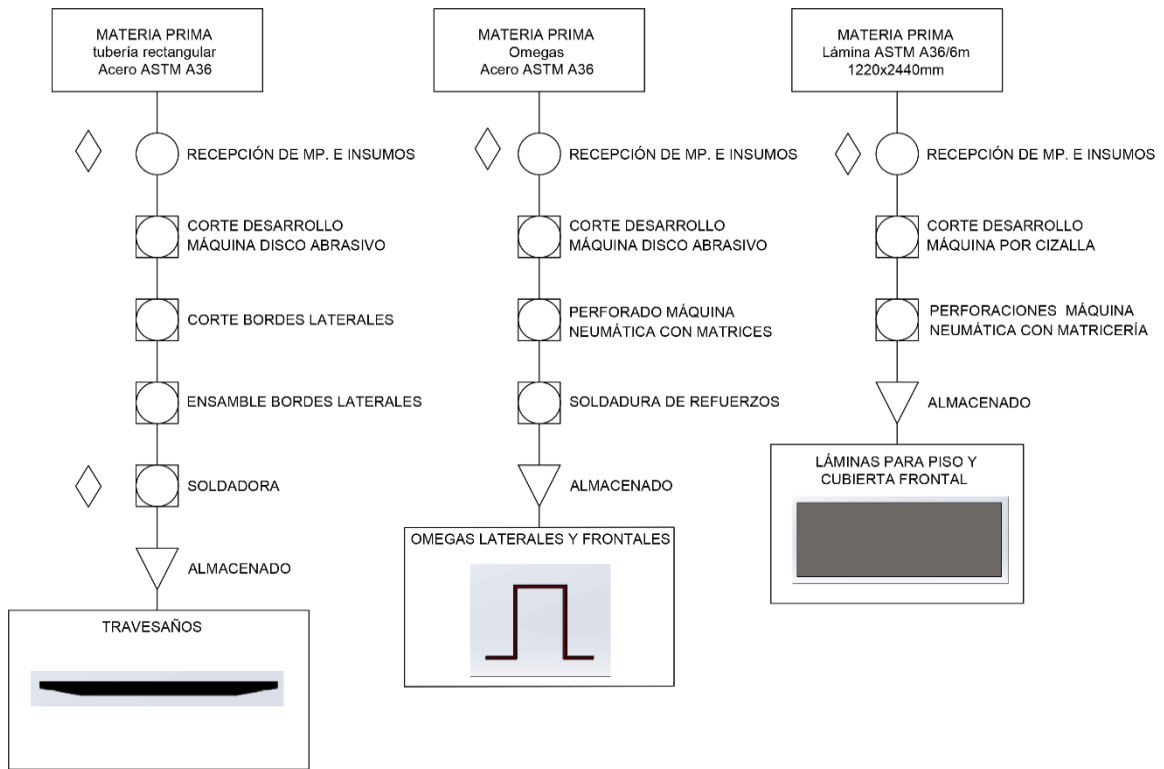 MATERIA PRIMA
tubería rectangular
Acero ASTM A36
RECEPCIÓN DE MP. E INSUMOS
CORTE DESARROLLO
MÁQUINA DISCO ABRASIVO
CORTE BORDES LATERALES
ENSAMBLE BORDES LATERALES
SOLDADORA
ALMACENADO
TRAVESAÑOS
MATERIA PRIMA
Omegas
Acero ASTM A36
RECEPCIÓN DE MP. E INSUMOS
CORTE DESARROLLO
MÁQUINA DISCO ABRASIVO
PERFORADO MÁQUINA
NEUMÁTICA CON MATRICES
SOLDADURA DE REFUERZOS
ALMACENADO
OMEGAS LATERALES Y FRONTALES
MATERIA PRIMA
Lámina ASTM A36/6m
1220x2440mm
RECEPCIÓN DE MP. E INSUMOS
CORTE DESARROLLO
MÁQUINA POR CIZALLA
PERFORACIONES MÁQUINA
NEUMÁTICA CON MATRICERÍA
ALMACENADO
LÁMINAS PARA PISO Y
CUBIERTA FRONTAL